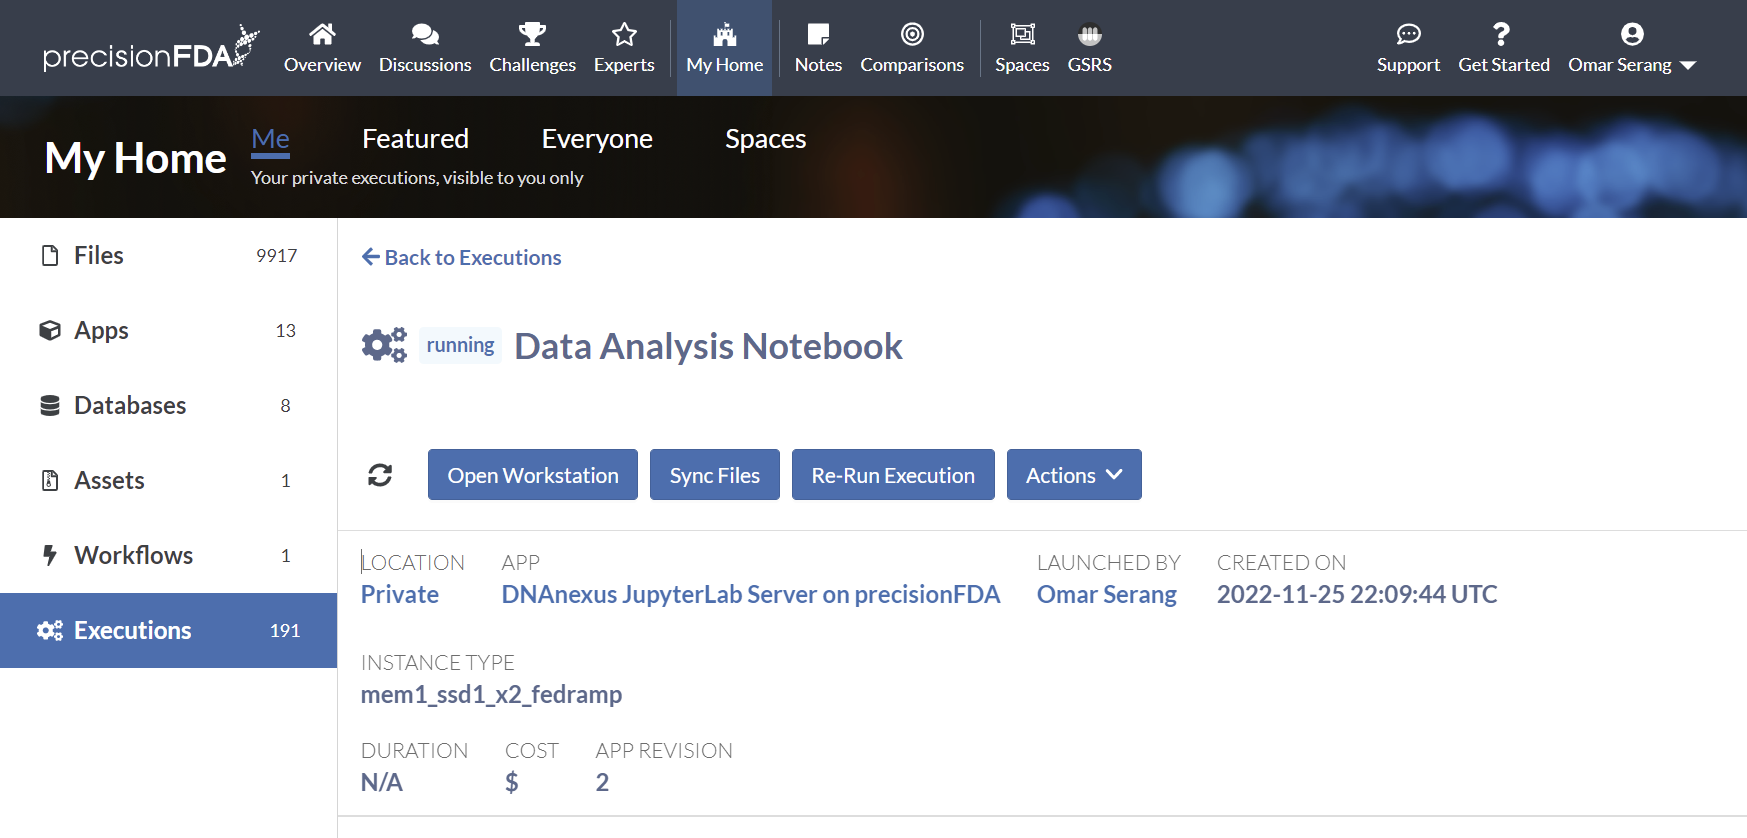 precisionFDA
Overview Discussions Challenges Experts My Home Notes Comparisons Spaces GSRS Support Get Started Omar Serang
My Home
Me Featured Everyone Spaces
Your private executions, visible to you only
Files 9917
Apps 13
Databases 8
Assets 1
Workflows 1
Executions 191
Back to Executions
running Data Analysis Notebook
Open Workstation Sync Files Re-Run Execution Actions
LOCATION APP LAUNCHED BY CREATED ON
Private DNAnexus JupyterLab Server on precisionFDA Omar Serang 2022-11-25 22:09:44 UTC
INSTANCE TYPE
mem1_ssd1_x2_fedramp
DURATION COST APP REVISION
N/A $ 2